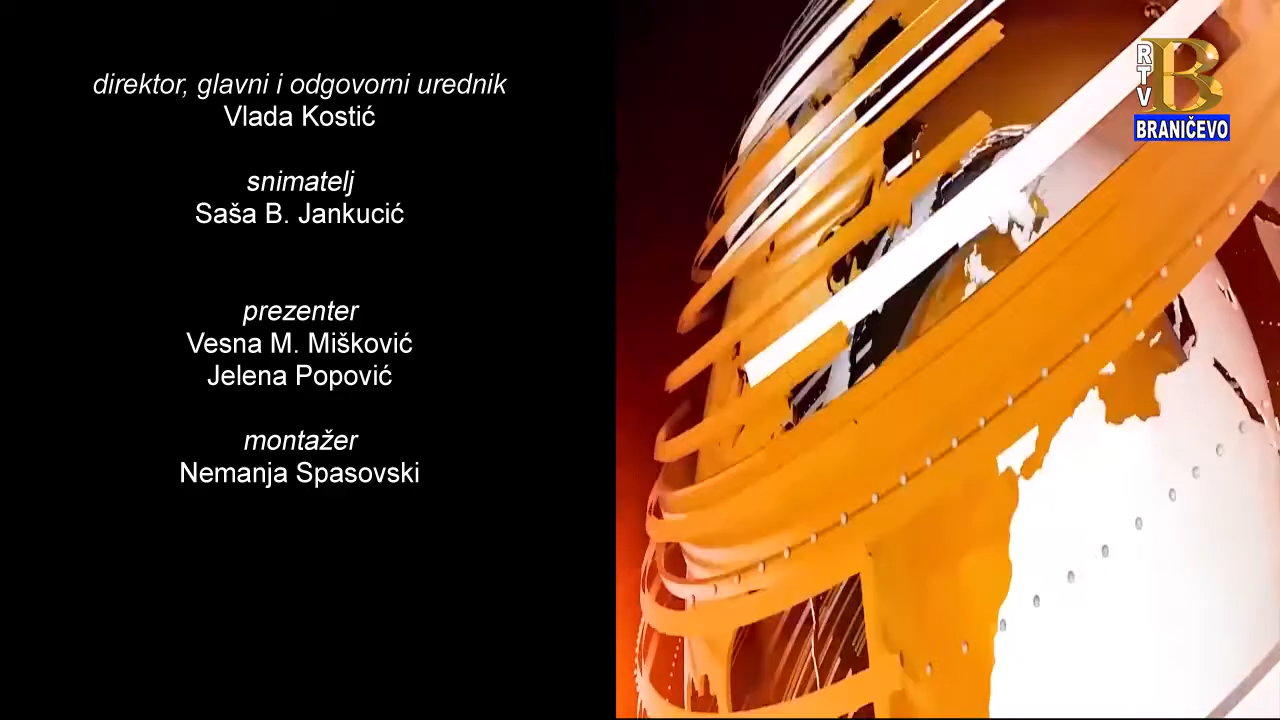 direktor, glavni i odgovorni urednik
Vlada Kostić
snimatelj
Saša B. Jankucić
prezenter
Vesna M. Mišković
Jelena Popović
montažer
Nemanja Spasovski
RTV
B
BRANIČEVO